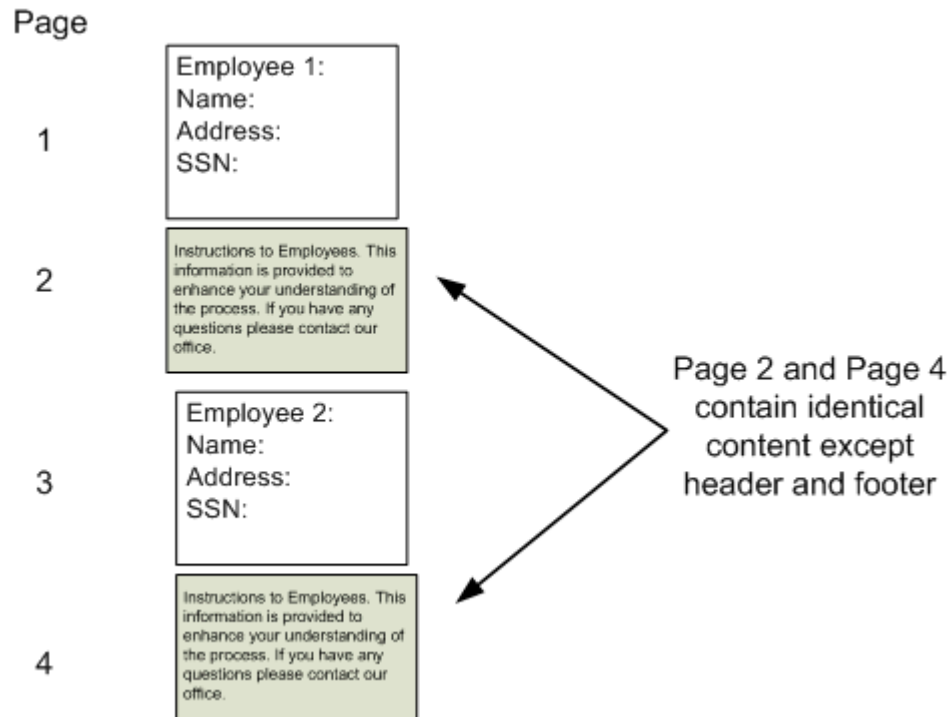 Page
1
Employee 1:
Name:
Address:
SSN:
2
Instructions to Employees. This
information is provided to
enhance your understanding of
the process. If you have any
questions please contact our
office.
Page 2 and Page 4
contain identical
content except
header and footer
3
Employee 2:
Name:
Address:
SSN:
4
Instructions to Employees. This
information is provided to
enhance your understanding of
the process. If you have any
questions please contact our
office.